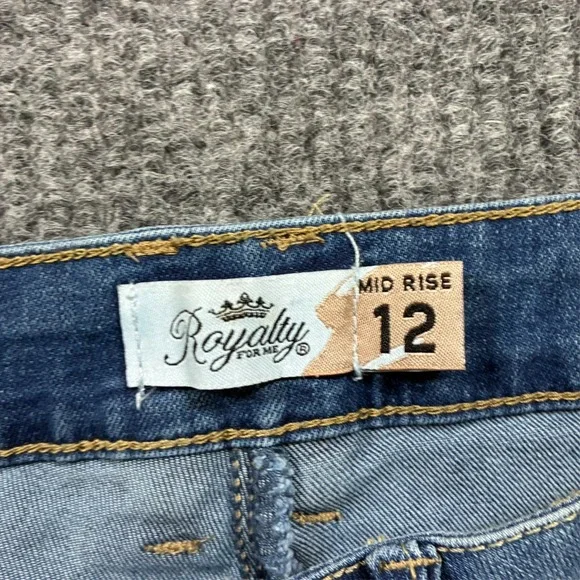 Royalty
FOR ME ®
MID RISE
12